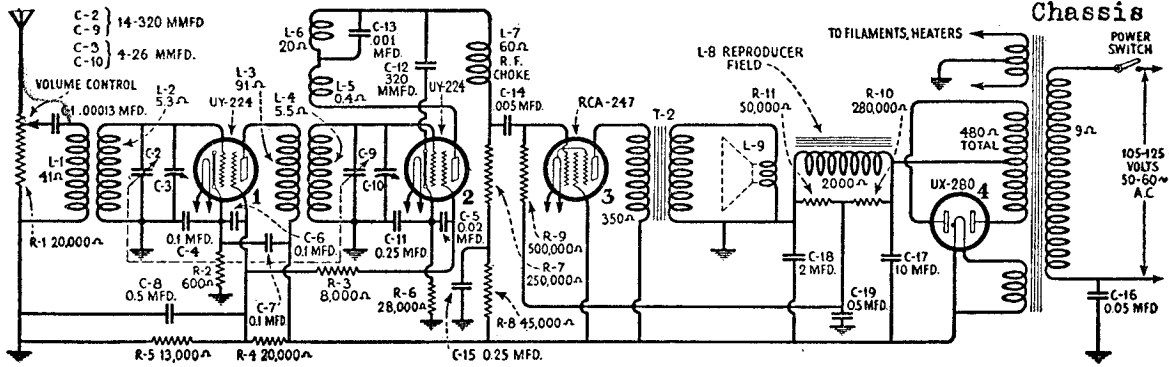 Chassis
C-2
C-9
14-320 MMFD.
C-3
C-10
4-26 MMFD.
VOLUME CONTROL
C-1 .00013 MFD.
L-1
41Ω
R-1 20,000Ω
L-2
5.3Ω
L-3
91Ω
UY-224
C-2
C-3
1
0.1 MFD.
C-4
C-6
0.1 MFD.
R-2
600Ω
C-7
0.1 MFD.
C-8
0.5 MFD.
R-5 13,000Ω
R-4 20,000Ω
L-6
20Ω
C-13
.001
MFD.
L-5
0.4Ω
L-4
5.5Ω
C-12
320
MMFD.
UY-224
C-9
C-10
2
C-11
0.25 MFD.
C-5
0.02
MFD.
R-3
8,000Ω
R-6
28,000Ω
C-15 0.25 MFD.
L-7
60Ω
R.F.
CHOKE
C-14
.005 MFD.
RCA-247
3
R-9
500,000Ω
R-7
250,000Ω
R-8 45,000Ω
350Ω
T-2
L-9
L-8 REPRODUCER
FIELD
R-11
50,000Ω
R-10
280,000Ω
2000Ω
C-18
2 MFD.
C-19
0.5 MFD.
C-17
10 MFD.
TO FILAMENTS, HEATERS
480Ω
TOTAL
UX-280
4
9Ω
POWER
SWITCH
105-125
VOLTS
50-60~
A.C.
C-16
0.05 MFD